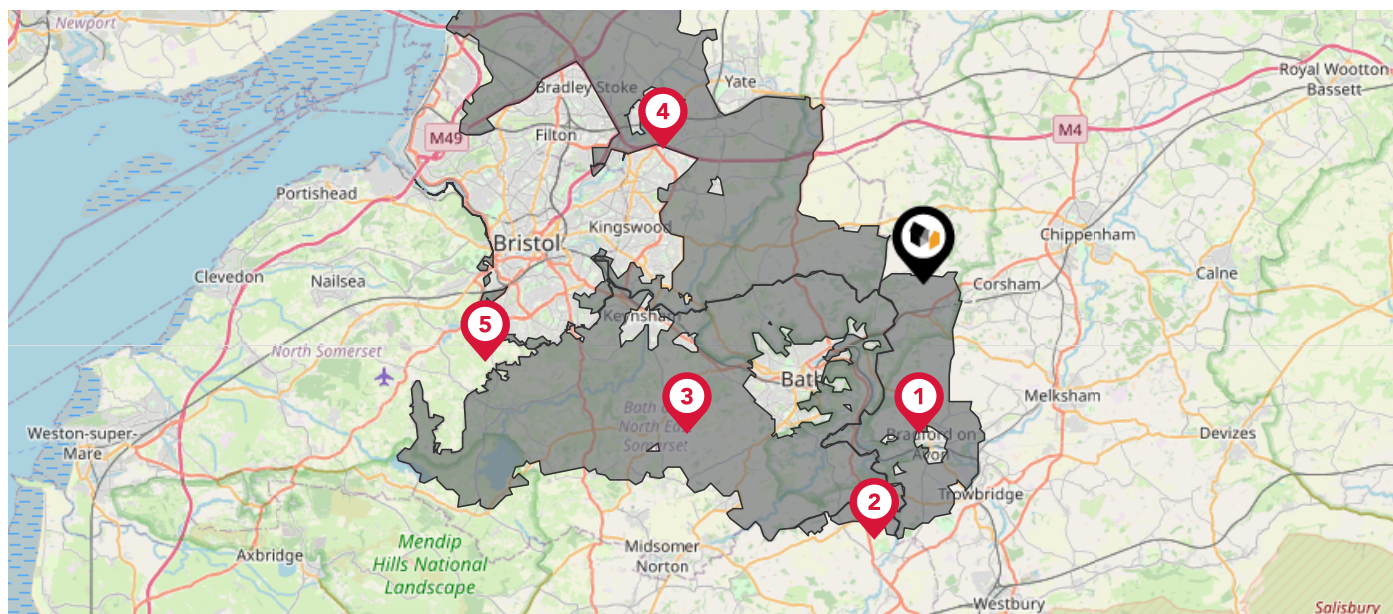 Newport
Bradley Stoke
Yate
Royal Wootton
Bassett
4
M49
Filton
M4
Portishead
Kingswood
Bristol
Chippenham
Clevedon
Nailsea
Corsham
Calne
5
Keynsham
North Somerset
Bath
3
1
Melksham
Bath
North Ea
Somerset
Weston-super-
Mare
Bradford on
Avon
Devizes
2
Trowbridge
Axbridge
Mendip
Hills National
Landscape
Midsomer
Norton
Westbury
Salisbury